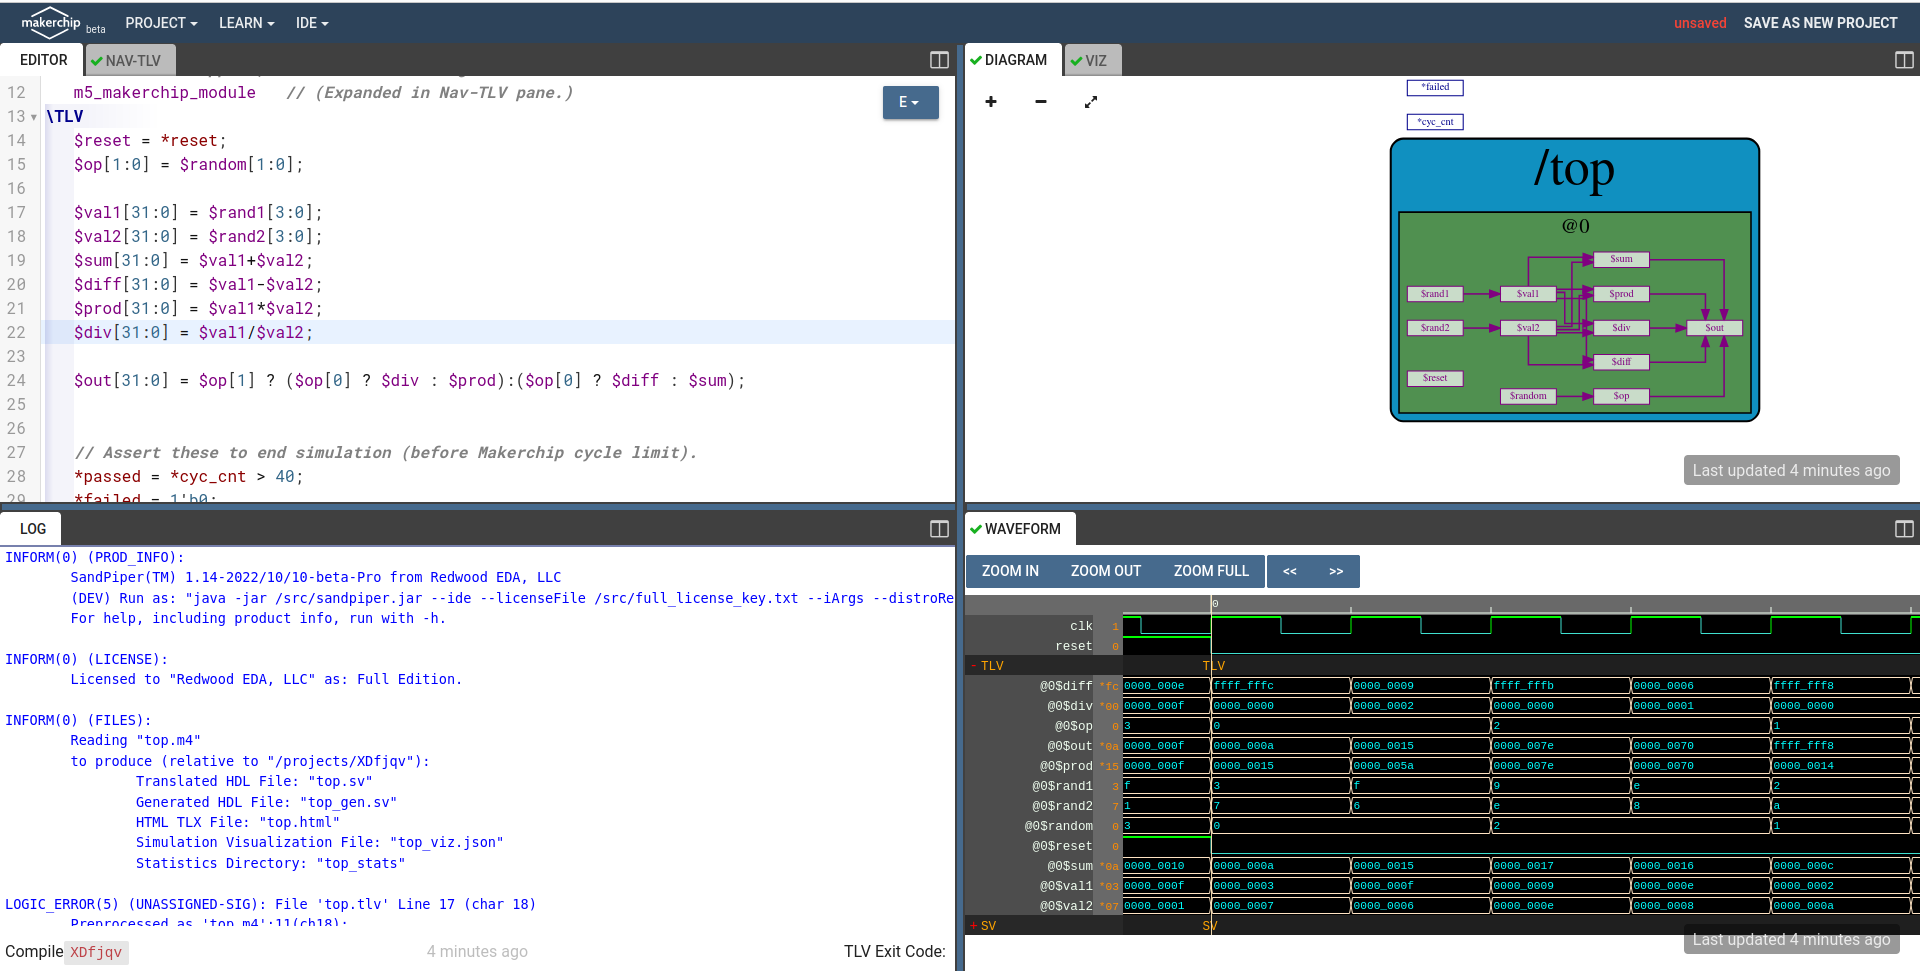 makerchip beta PROJECT LEARN IDE unsaved SAVE AS NEW PROJECT
EDITOR NAV-TLV
12 m5_makerchip_module // (Expanded in Nav-TLV pane.)
E
13 \TLV
14 $reset = *reset;
15 $op[1:0] = $random[1:0];
16
17 $val1[31:0] = $rand1[3:0];
18 $val2[31:0] = $rand2[3:0];
19 $sum[31:0] = $val1+$val2;
20 $diff[31:0] = $val1-$val2;
21 $prod[31:0] = $val1*$val2;
22 $div[31:0] = $val1/$val2;
23
24 $out[31:0] = $op[1] ? ($op[0] ? $div : $prod):($op[0] ? $diff : $sum);
25
26
27 // Assert these to end simulation (before Makerchip cycle limit).
28 *passed = *cyc_cnt > 40;
29 *failed = 1'b0;
DIAGRAM VIZ
+ −
*failed
*cyc_cnt
/top
@0
$sum
$rand1 $val1 $prod
$rand2 $val2 $div $out
$diff
$reset
$random $op
Last updated 4 minutes ago
LOG
INFORM(0) (PROD_INFO):
SandPiper(TM) 1.14-2022/10/10-beta-Pro from Redwood EDA, LLC
(DEV) Run as: "java -jar /src/sandpiper.jar --ide --licenseFile /src/full_license_key.txt --iArgs --distroRe
For help, including product info, run with -h.
INFORM(0) (LICENSE):
Licensed to "Redwood EDA, LLC" as: Full Edition.
INFORM(0) (FILES):
Reading "top.m4"
to produce (relative to "/projects/XDfjqv"):
Translated HDL File: "top.sv"
Generated HDL File: "top_gen.sv"
HTML TLX File: "top.html"
Simulation Visualization File: "top_viz.json"
Statistics Directory: "top_stats"
LOGIC_ERROR(5) (UNASSIGNED-SIG): File 'top.tlv' Line 17 (char 18)
Preprocessed as 'top.m4':11(ch18):
Compile XDfjqv 4 minutes ago TLV Exit Code:
WAVEFORM
ZOOM IN ZOOM OUT ZOOM FULL << >>
0
clk 1
reset 0
- TLV TLV
@0$diff *fc 0000_000e ffff_fffc 0000_0009 ffff_fffb 0000_0006 ffff_fff8
@0$div *00 0000_000f 0000_0000 0000_0002 0000_0000 0000_0001 0000_0000
@0$op 0 3 0 2 1
@0$out *0a 0000_000f 0000_000a 0000_0015 0000_007e 0000_0070 ffff_fff8
@0$prod *15 0000_000f 0000_0015 0000_005a 0000_007e 0000_0070 0000_0014
@0$rand1 3 f 3 f 9 e 2
@0$rand2 7 1 7 6 e 8 a
@0$random 0 3 0 2 1
@0$reset 0
@0$sum *0a 0000_0010 0000_000a 0000_0015 0000_0017 0000_0016 0000_000c
@0$val1 *03 0000_000f 0000_0003 0000_000f 0000_0009 0000_000e 0000_0002
@0$val2 *07 0000_0001 0000_0007 0000_0006 0000_000e 0000_0008 0000_000a
+ SV SV
Last updated 4 minutes ago